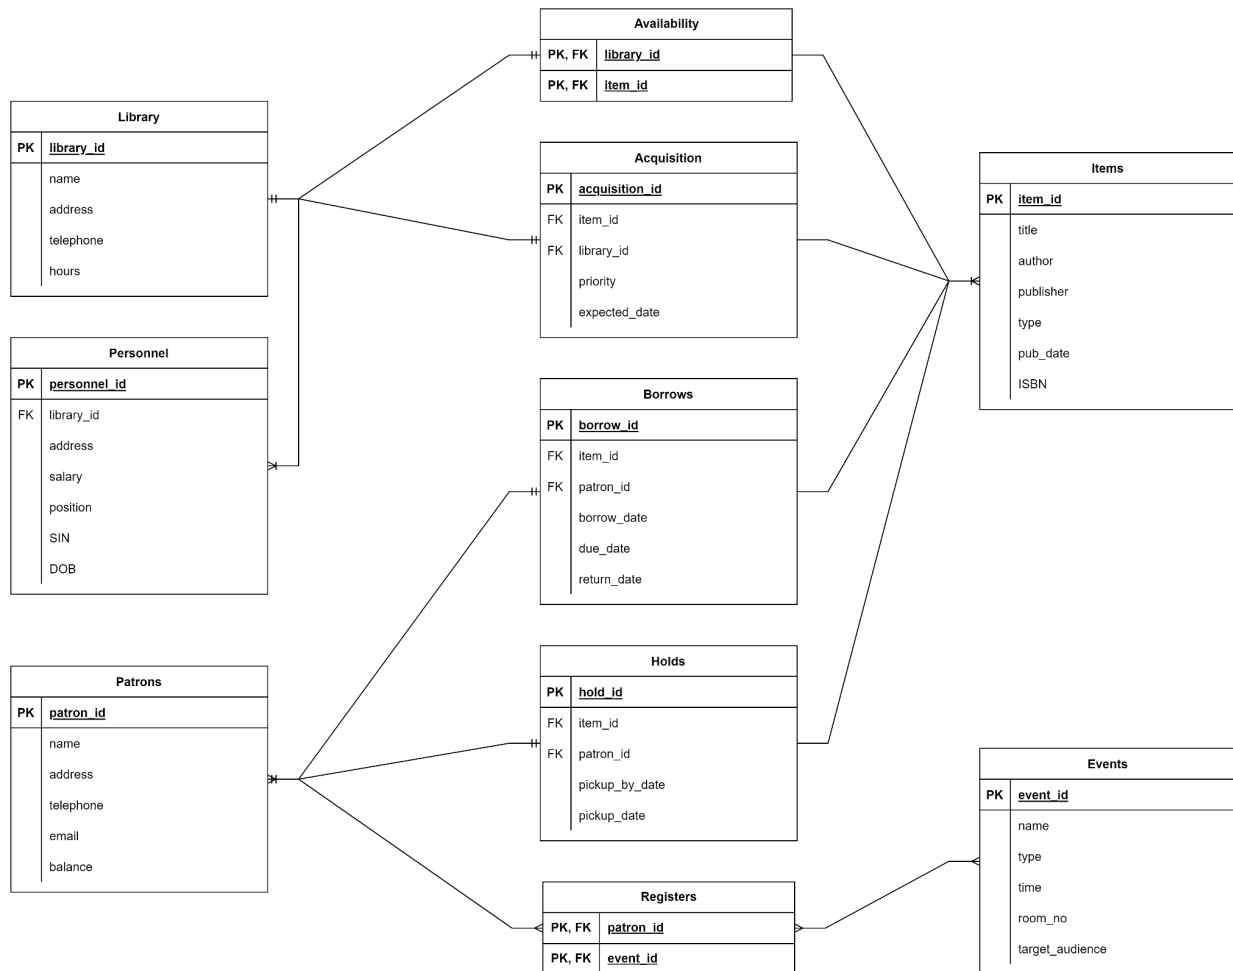 Availability
PK, FK library_id
PK, FK item_id
Library
PK library_id
name
address
telephone
hours
Acquisition
PK acquisition_id
FK item_id
FK library_id
priority
expected_date
Items
PK item_id
title
author
publisher
type
pub_date
ISBN
Personnel
PK personnel_id
FK library_id
address
salary
position
SIN
DOB
Borrows
PK borrow_id
FK item_id
FK patron_id
borrow_date
due_date
return_date
Patrons
PK patron_id
name
address
telephone
email
balance
Holds
PK hold_id
FK item_id
FK patron_id
pickup_by_date
pickup_date
Events
PK event_id
name
type
time
room_no
target_audience
Registers
PK, FK patron_id
PK, FK event_id